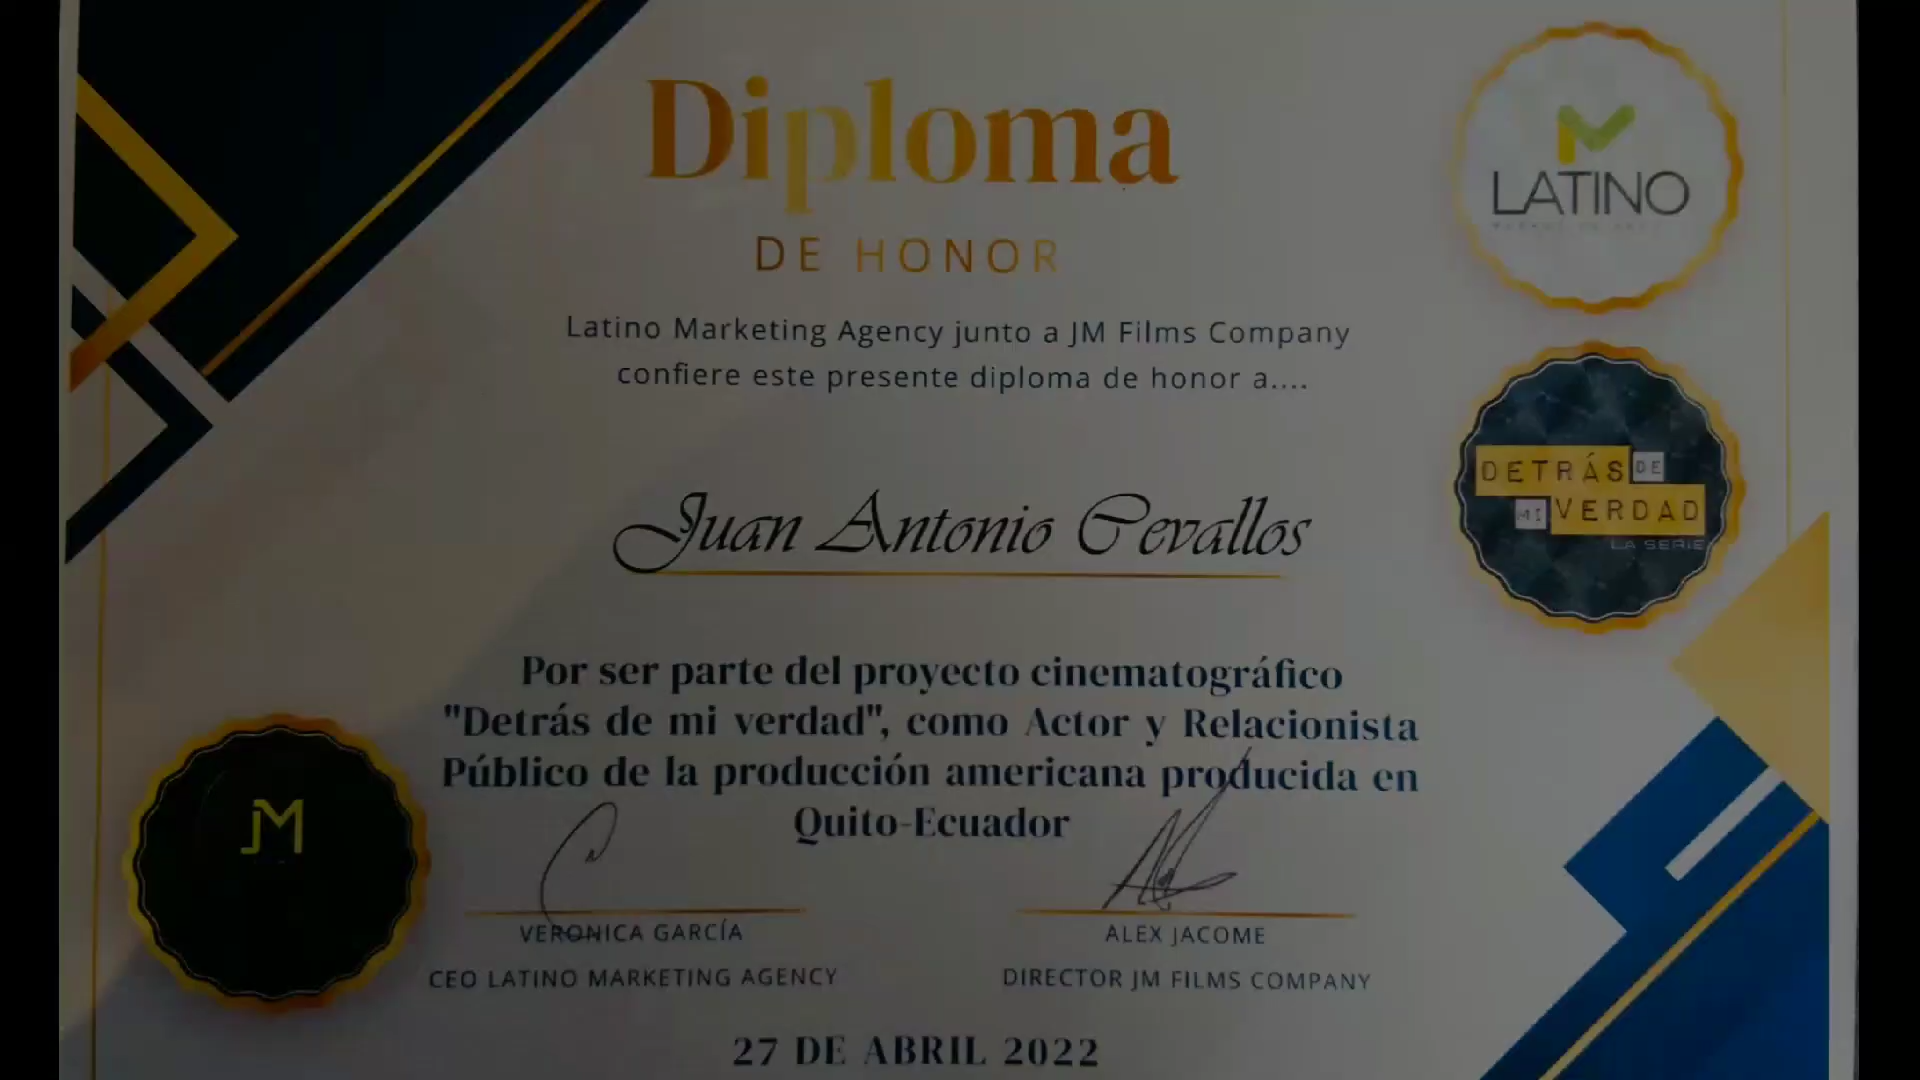 Diploma
DE HONOR
Latino Marketing Agency junto a JM Films Company
confiere este presente diploma de honor a....
Juan Antonio Cevallos
Por ser parte del proyecto cinematográfico
"Detrás de mi verdad", como Actor y Relacionista
Público de la producción americana producida en
Quito-Ecuador
VERONICA GARCÍA
CEO LATINO MARKETING AGENCY
ALEX JACOME
DIRECTOR JM FILMS COMPANY
27 DE ABRIL 2022
LATINO
DETRÁS DE
MI VERDAD
LA SERIE
JM